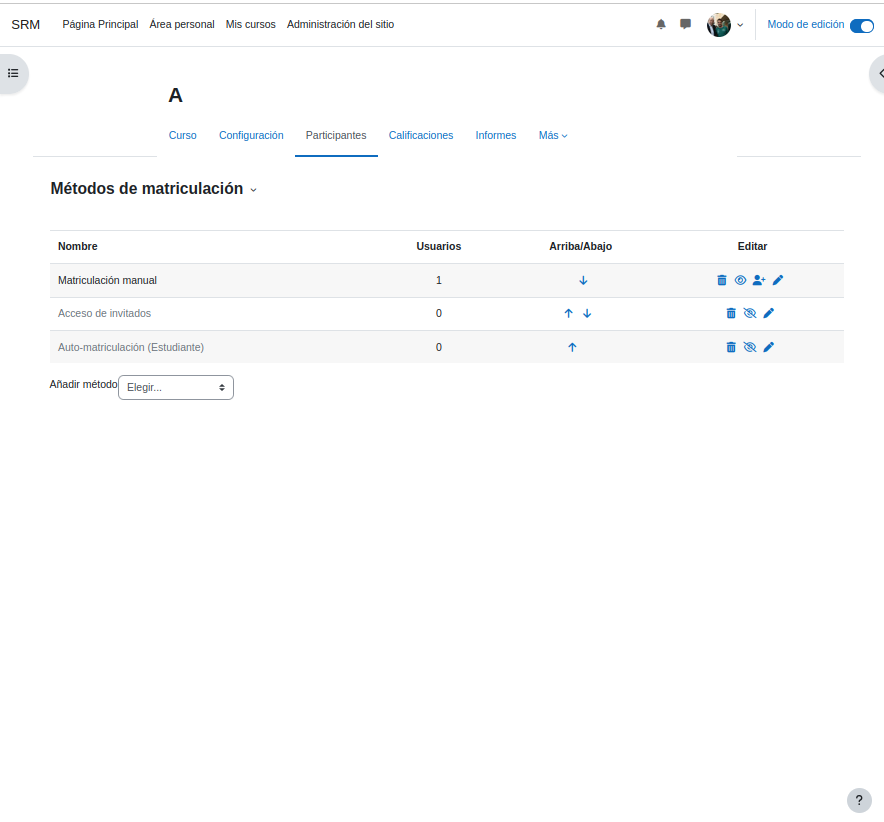 SRM Página Principal Área personal Mis cursos Administración del sitio Modo de edición
A
Curso Configuración Participantes Calificaciones Informes Más
Métodos de matriculación
Nombre Usuarios Arriba/Abajo Editar
Matriculación manual 1
Acceso de invitados 0
Auto-matriculación (Estudiante) 0
Añadir método Elegir...
?